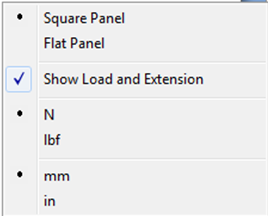 Square Panel
Flat Panel
Show Load and Extension
N
lbf
mm
in